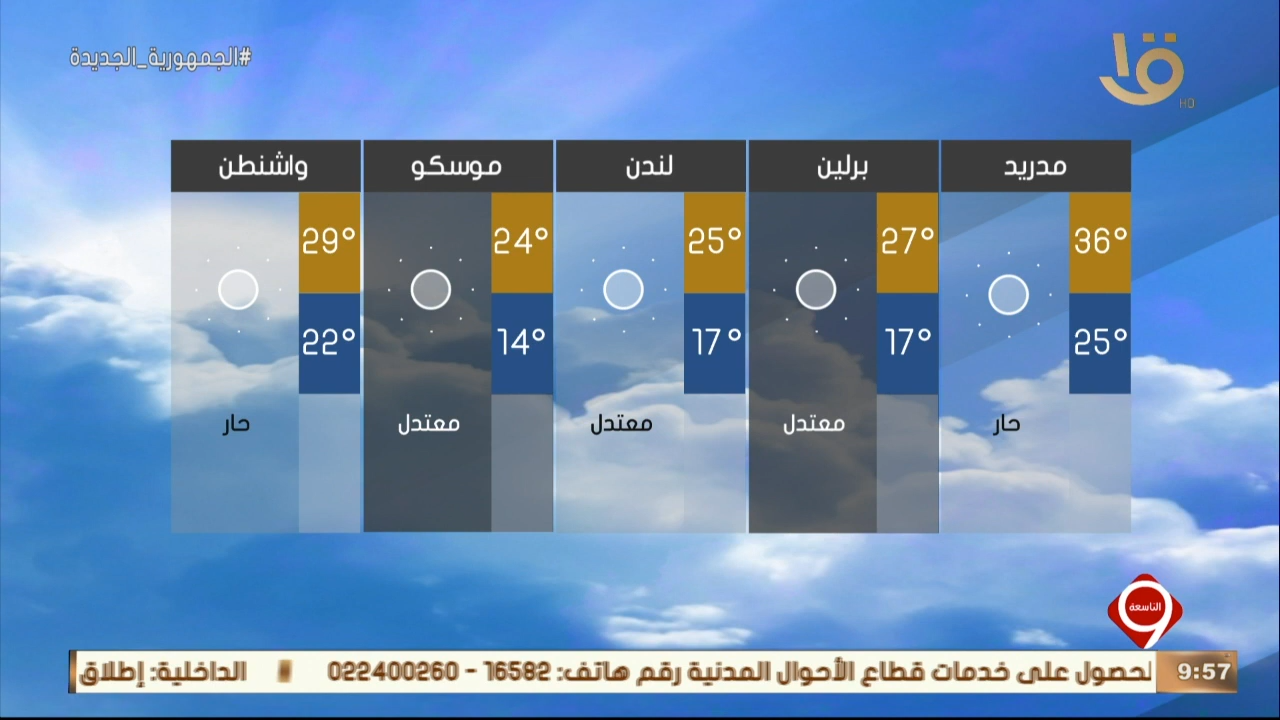 #الجمهورية_الجديدة
HD
مدريد برلين لندن موسكو واشنطن
36° 27° 25° 24° 29°
25° 17° 17° 14° 22°
حار معتدل معتدل معتدل حار
التاسعة
9
9:57
لحصول على خدمات قطاع الأحوال المدنية رقم هاتف: 16582 - 022400260
الداخلية: إطلاق